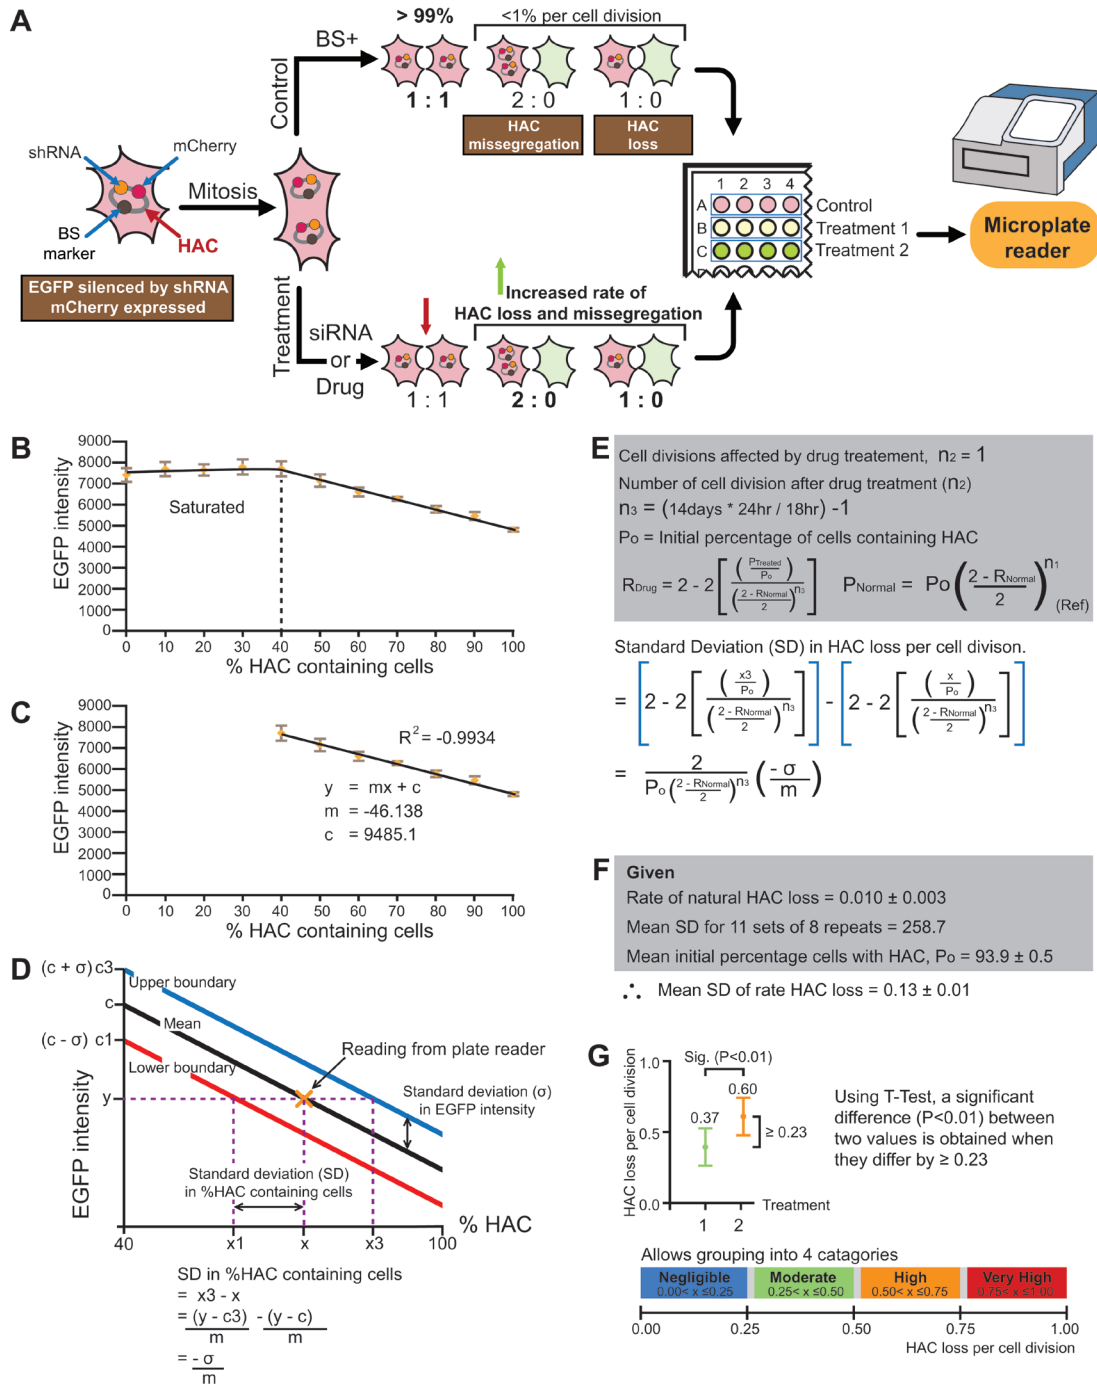 A
> 99%
<1% per cell division
BS+
Control
1 : 1
2 : 0
1 : 0
HAC
missegregation
HAC
loss
shRNA
mCherry
Mitosis
BS
marker
HAC
EGFP silenced by shRNA
mCherry expressed
1 2 3 4
A
Control
B
Treatment 1
C
Treatment 2
Microplate
reader
Treatment
siRNA
or
Drug
Increased rate of
HAC loss and missegregation
1 : 1
2 : 0
1 : 0
B
EGFP intensity
9000
8000
7000
6000
5000
4000
3000
2000
1000
0
Saturated
0 10 20 30 40 50 60 70 80 90 100
% HAC containing cells
C
EGFP intensity
9000
8000
7000
6000
5000
4000
3000
2000
1000
0
R² = -0.9934
y = mx + c
m = -46.138
c = 9485.1
0 10 20 30 40 50 60 70 80 90 100
% HAC containing cells
D
(c + σ) c3
Upper boundary
c
Mean
(c - σ) c1
Lower boundary
Reading from plate reader
Standard deviation (σ)
in EGFP intensity
y
EGFP intensity
Standard deviation (SD)
in %HAC containing cells
% HAC
40 x1 x x3 100
SD in %HAC containing cells
= x3 - x
= (y - c3)/m - (y - c)/m
= - σ/m
E
Cell divisions affected by drug treatement, n2 = 1
Number of cell division after drug treatment (n2)
n3 = (14days * 24hr / 18hr) -1
Po = Initial percentage of cells containing HAC
RDrug = 2 - 2[(PTreated/Po)/((2 - RNormal)/2)^n3] PNormal = Po((2 - RNormal)/2)^n1 (Ref)
Standard Deviation (SD) in HAC loss per cell divison.
= [2 - 2[(x3/Po)/((2 - RNormal)/2)^n3]] - [2 - 2[(x/Po)/((2 - RNormal)/2)^n3]]
= 2/(Po((2 - RNormal)/2)^n3) (- σ/m)
F
Given
Rate of natural HAC loss = 0.010 ± 0.003
Mean SD for 11 sets of 8 repeats = 258.7
Mean initial percentage cells with HAC, Po = 93.9 ± 0.5
∴ Mean SD of rate HAC loss = 0.13 ± 0.01
G
HAC loss per cell division
1.0
0.5
0.0
Sig. (P<0.01)
0.60
0.37
≥ 0.23
Treatment
1 2
Using T-Test, a significant
difference (P<0.01) between
two values is obtained when
they differ by ≥ 0.23
Allows grouping into 4 catagories
Negligible
0.00< x ≤0.25
Moderate
0.25< x ≤0.50
High
0.50< x ≤0.75
Very High
0.75< x ≤1.00
0.00 0.25 0.50 0.75 1.00
HAC loss per cell division